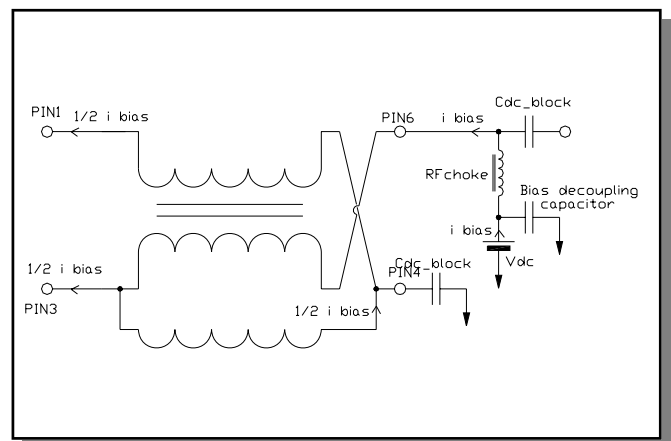 Cdc_block
PIN1
1/2 i bias
PIN6
i bias
RFchoke
Bias decoupling
capacitor
i bias
Vdc
1/2 i bias
PIN4
Cdc_block
PIN3
1/2 i bias